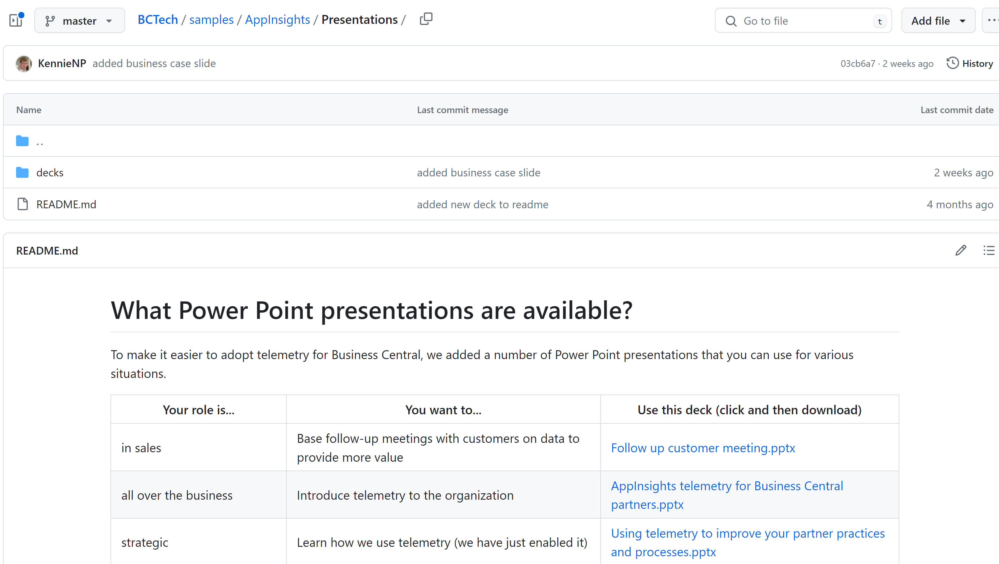 master
BCTech / samples / AppInsights / Presentations /
Go to file
t
Add file
KennieNP added business case slide
03cb6a7 · 2 weeks ago
History
Name
Last commit message
Last commit date
..
decks
added business case slide
2 weeks ago
README.md
added new deck to readme
4 months ago
README.md
What Power Point presentations are available?
To make it easier to adopt telemetry for Business Central, we added a number of Power Point presentations that you can use for various
situations.
Your role is...
You want to...
Use this deck (click and then download)
in sales
Base follow-up meetings with customers on data to
provide more value
Follow up customer meeting.pptx
all over the business
Introduce telemetry to the organization
AppInsights telemetry for Business Central
partners.pptx
strategic
Learn how we use telemetry (we have just enabled it)
Using telemetry to improve your partner practices
and processes.pptx